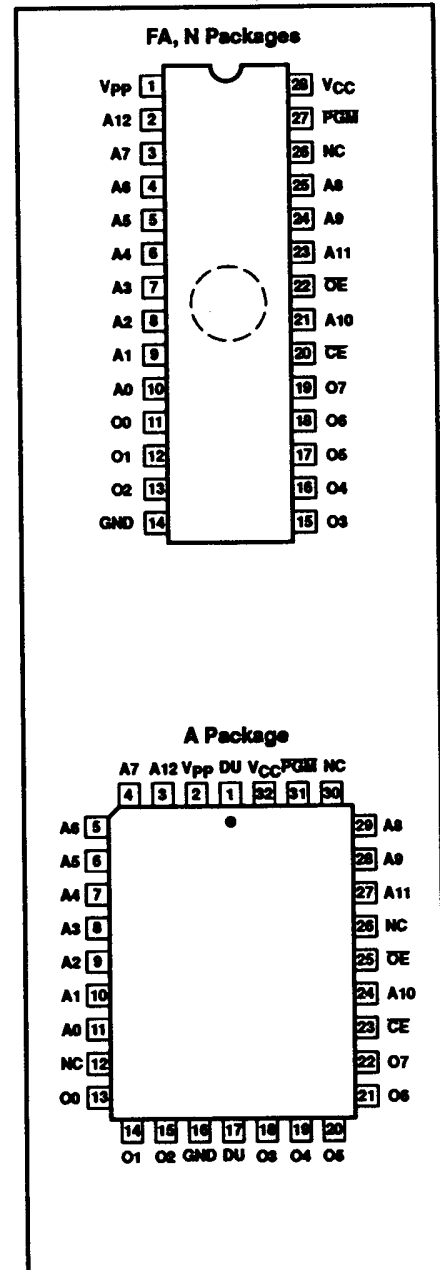 FA, N Packages
VPP 1 28 VCC
A12 2 27 P̅G̅M̅
A7 3 26 NC
A6 4 25 A8
A5 5 24 A9
A4 6 23 A11
A3 7 22 O̅E̅
A2 8 21 A10
A1 9 20 C̅E̅
A0 10 19 O7
O0 11 18 O6
O1 12 17 O5
O2 13 16 O4
GND 14 15 O3
A Package
A7 A12 VPP DU VCC P̅G̅M̅ NC
4 3 2 1 32 31 30
A6 5 29 A8
A5 6 28 A9
A4 7 27 A11
A3 8 26 NC
A2 9 25 O̅E̅
A1 10 24 A10
A0 11 23 C̅E̅
NC 12 22 O7
O0 13 21 O6
14 15 16 17 18 19 20
O1 O2 GND DU O3 O4 O5